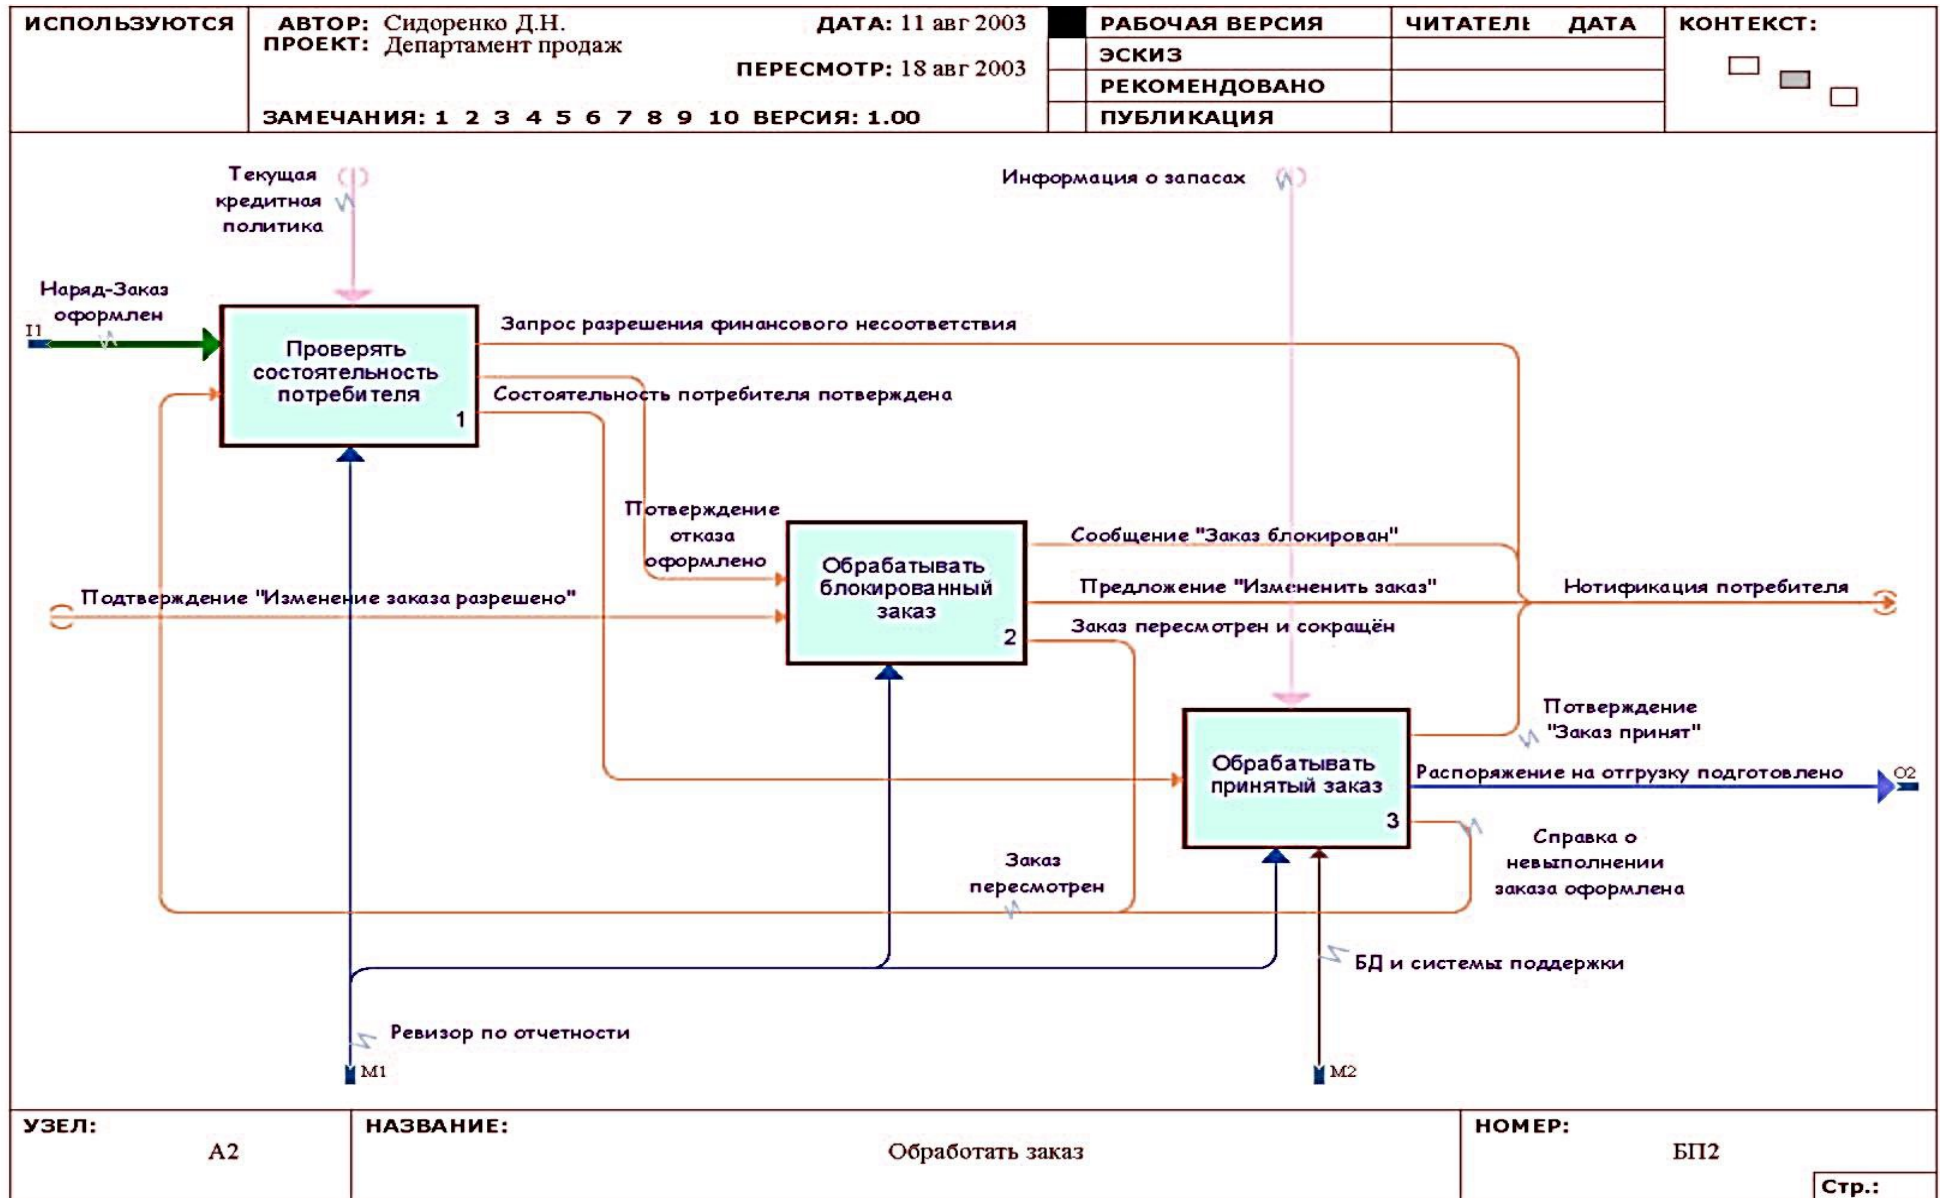 ИСПОЛЬЗУЮТСЯ
АВТОР: Сидоренко Д.Н.
ПРОЕКТ: Департамент продаж
ДАТА: 11 авг 2003
ПЕРЕСМОТР: 18 авг 2003
ЗАМЕЧАНИЯ: 1 2 3 4 5 6 7 8 9 10 ВЕРСИЯ: 1.00
РАБОЧАЯ ВЕРСИЯ
ЭСКИЗ
РЕКОМЕНДОВАНО
ПУБЛИКАЦИЯ
ЧИТАТЕЛЬ ДАТА
КОНТЕКСТ:
Текущая
кредитная
политика
Информация о запасах
Наряд-Заказ
оформлен
I1
Проверять
состоятельность
потребителя
1
Запрос разрешения финансового несоответствия
Состоятельность потребителя потверждена
Потверждение
отказа
оформлено
Обрабатывать
блокированный
заказ
2
Сообщение "Заказ блокирован"
Подтверждение "Изменение заказа разрешено"
Предложение "Измененить заказ"
Нотификация потребителя
Заказ пересмотрен и сокращён
Потверждение
"Заказ принят"
Обрабатывать
принятый заказ
3
Распоряжение на отгрузку подготовлено
O2
Справка о
невыполнении
заказа оформлена
Заказ
пересмотрен
БД и системы поддержки
Ревизор по отчетности
M1
M2
УЗЕЛ:
A2
НАЗВАНИЕ:
Обработать заказ
НОМЕР:
БП2
Стр.: